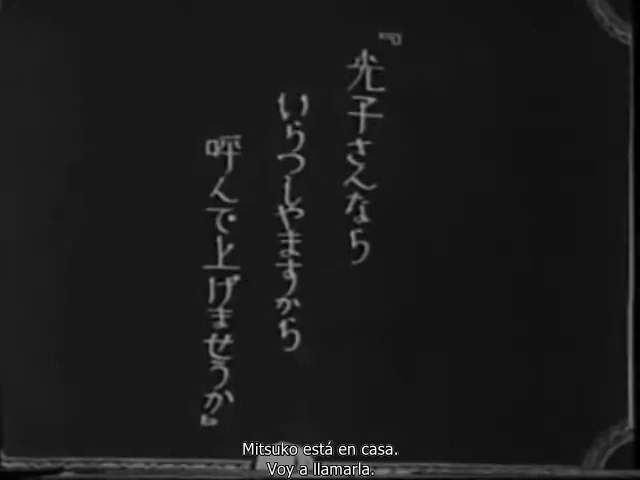 『光子さんなら
いらつしやますから
呼んで上げませうか』
Mitsuko está en casa.
Voy a llamarla.